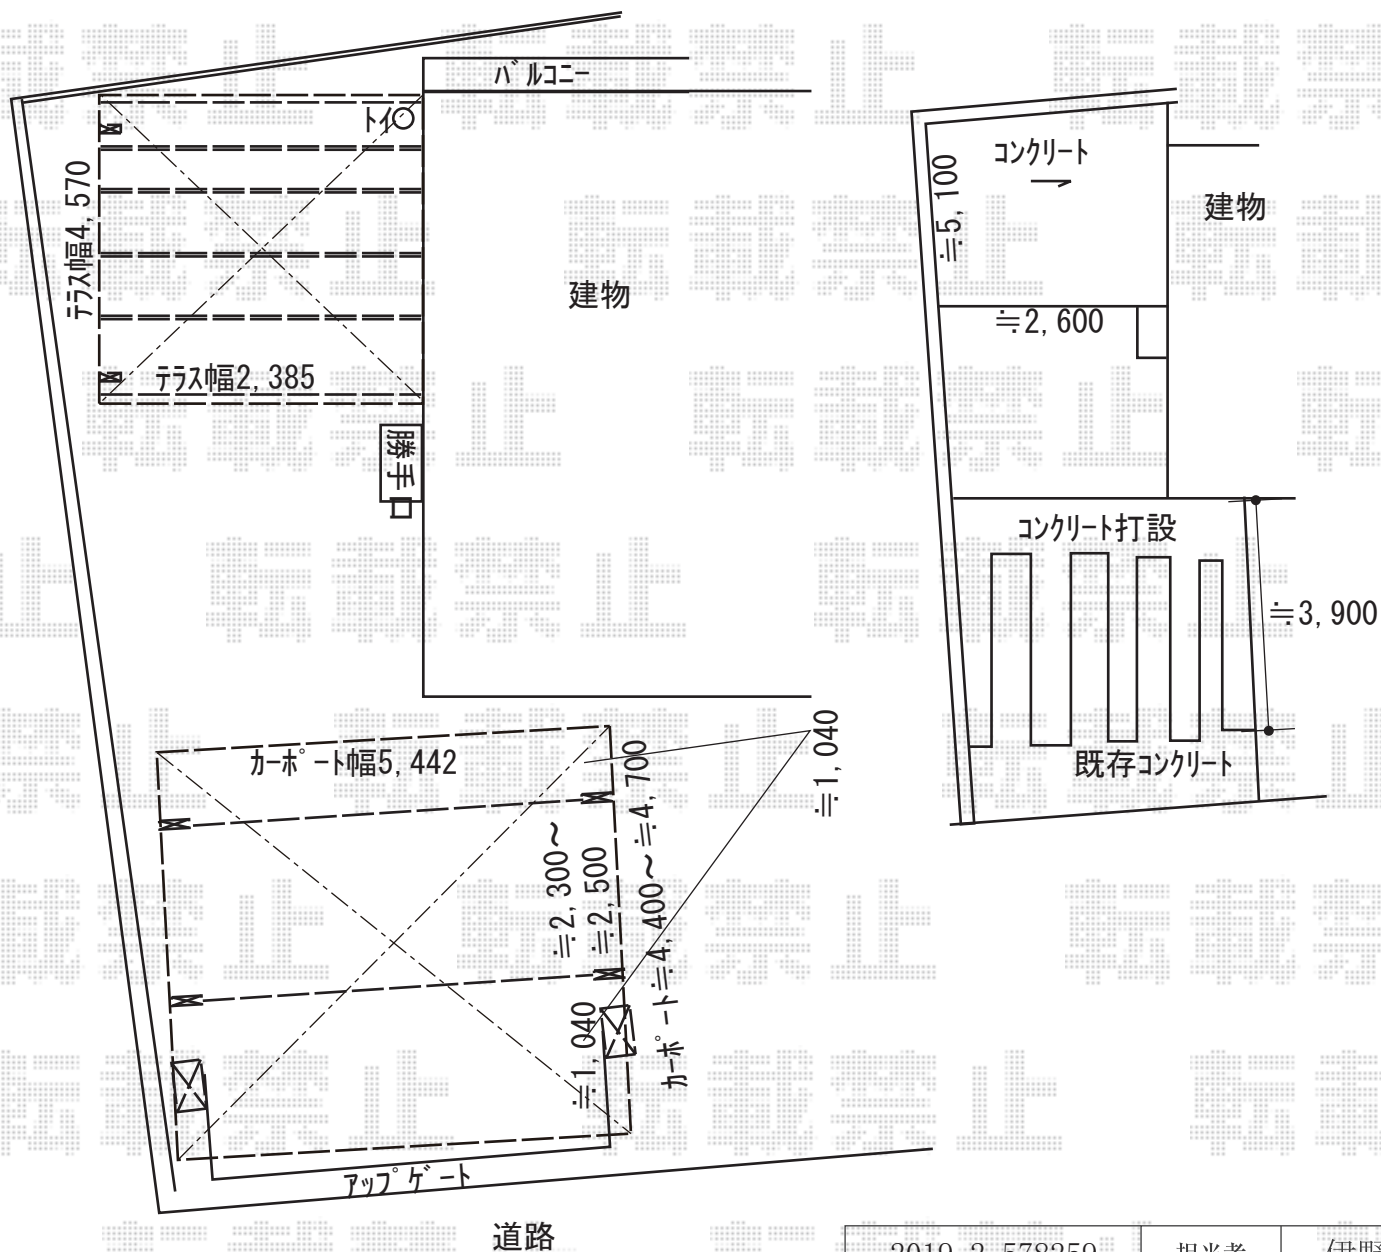 バルコニー
トイ
コンクリート
テラス幅4,570
≒5,100
建物
建物
≒2,600
テラス幅2,385
勝手口
コンクリート打設
≒3,900
既存コンクリート
カーポート幅5,442
≒1,040
≒2,300～
≒2,500
カーポート≒4,400～≒4,700
≒1,040
アップゲート
道路
転載禁止